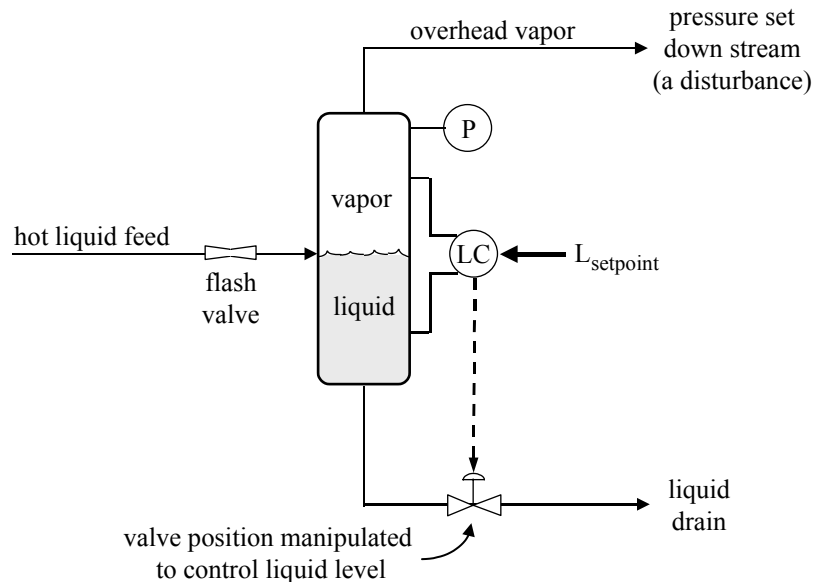 overhead vapor
pressure set
down stream
(a disturbance)
P
vapor
hot liquid feed
LC
L setpoint
flash
valve
liquid
liquid
drain
valve position manipulated
to control liquid level